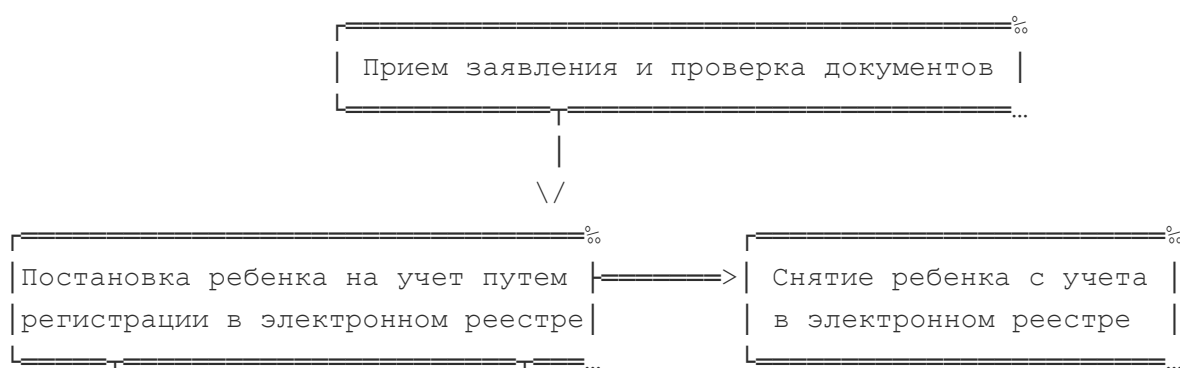 Прием заявления и проверка документов
Постановка ребенка на учет путем
регистрации в электронном реестре
Снятие ребенка с учета
в электронном реестре